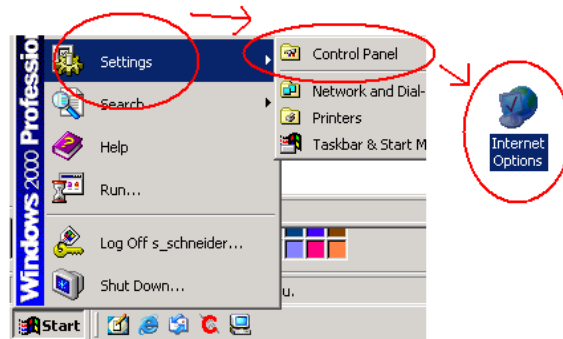 Windows 2000 Professio
Settings
Search
Help
Run...
Log Off s_schneider...
Shut Down...
Control Panel
Network and Dial-
Printers
Taskbar & Start M
Internet
Options
u.
Start